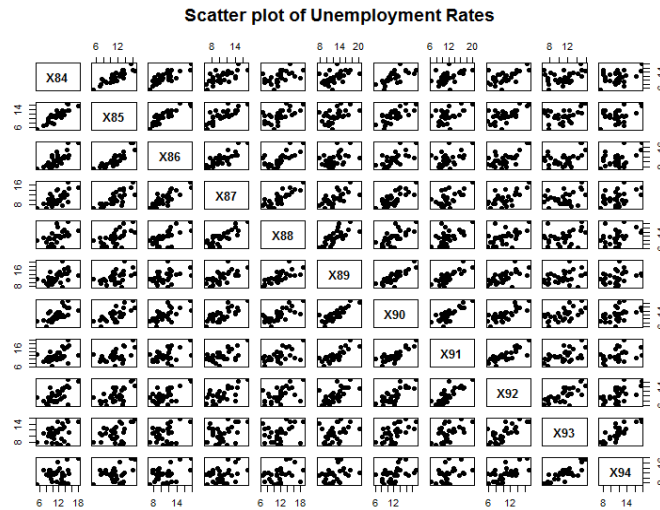 Scatter plot of Unemployment Rates
6 12
8 14
8 14 20
6 12 20
8 12
X84
6 14
X85
X86
8 16
X87
X88
8 16
X89
X90
6 16
X91
X92
8 14
X93
X94
6 12 18
8 14
6 12 18
6 12
6 12
8 14